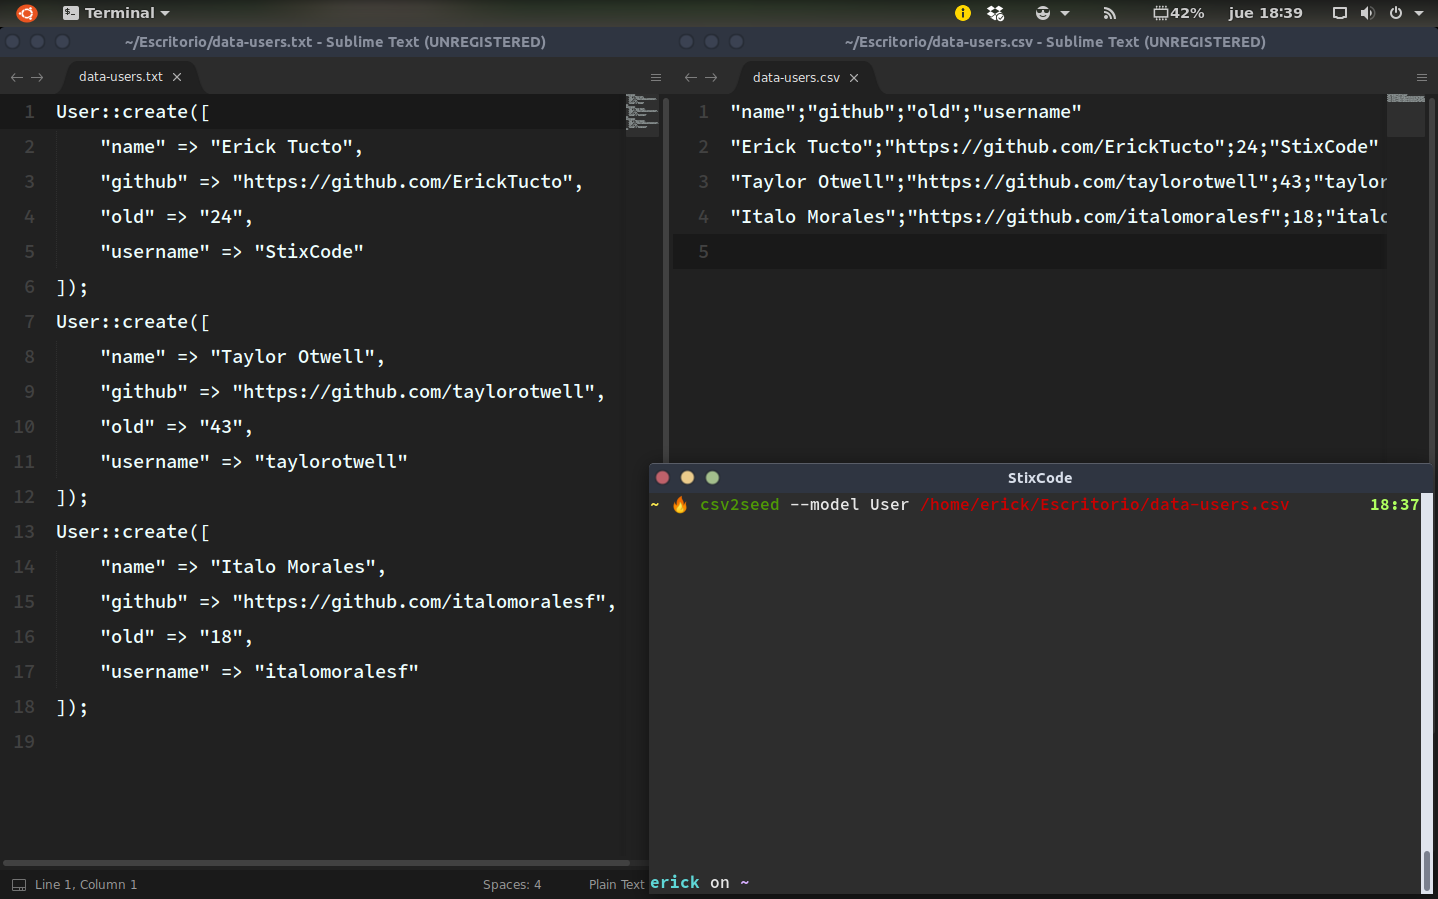 Terminal
42%
jue 18:39
~/Escritorio/data-users.txt - Sublime Text (UNREGISTERED)
data-users.txt
1 User::create([
2 "name" => "Erick Tucto",
3 "github" => "https://github.com/ErickTucto",
4 "old" => "24",
5 "username" => "StixCode"
6 ]);
7 User::create([
8 "name" => "Taylor Otwell",
9 "github" => "https://github.com/taylorotwell",
10 "old" => "43",
11 "username" => "taylorotwell"
12 ]);
13 User::create([
14 "name" => "Italo Morales",
15 "github" => "https://github.com/italomoralesf",
16 "old" => "18",
17 "username" => "italomoralesf"
18 ]);
19
Line 1, Column 1
Spaces: 4
Plain Text
~/Escritorio/data-users.csv - Sublime Text (UNREGISTERED)
data-users.csv
1 "name";"github";"old";"username"
2 "Erick Tucto";"https://github.com/ErickTucto";24;"StixCode"
3 "Taylor Otwell";"https://github.com/taylorotwell";43;"taylor
4 "Italo Morales";"https://github.com/italomoralesf";18;"italo
5
StixCode
~ 🔥 csv2seed --model User /home/erick/Escritorio/data-users.csv 18:37
erick on ~